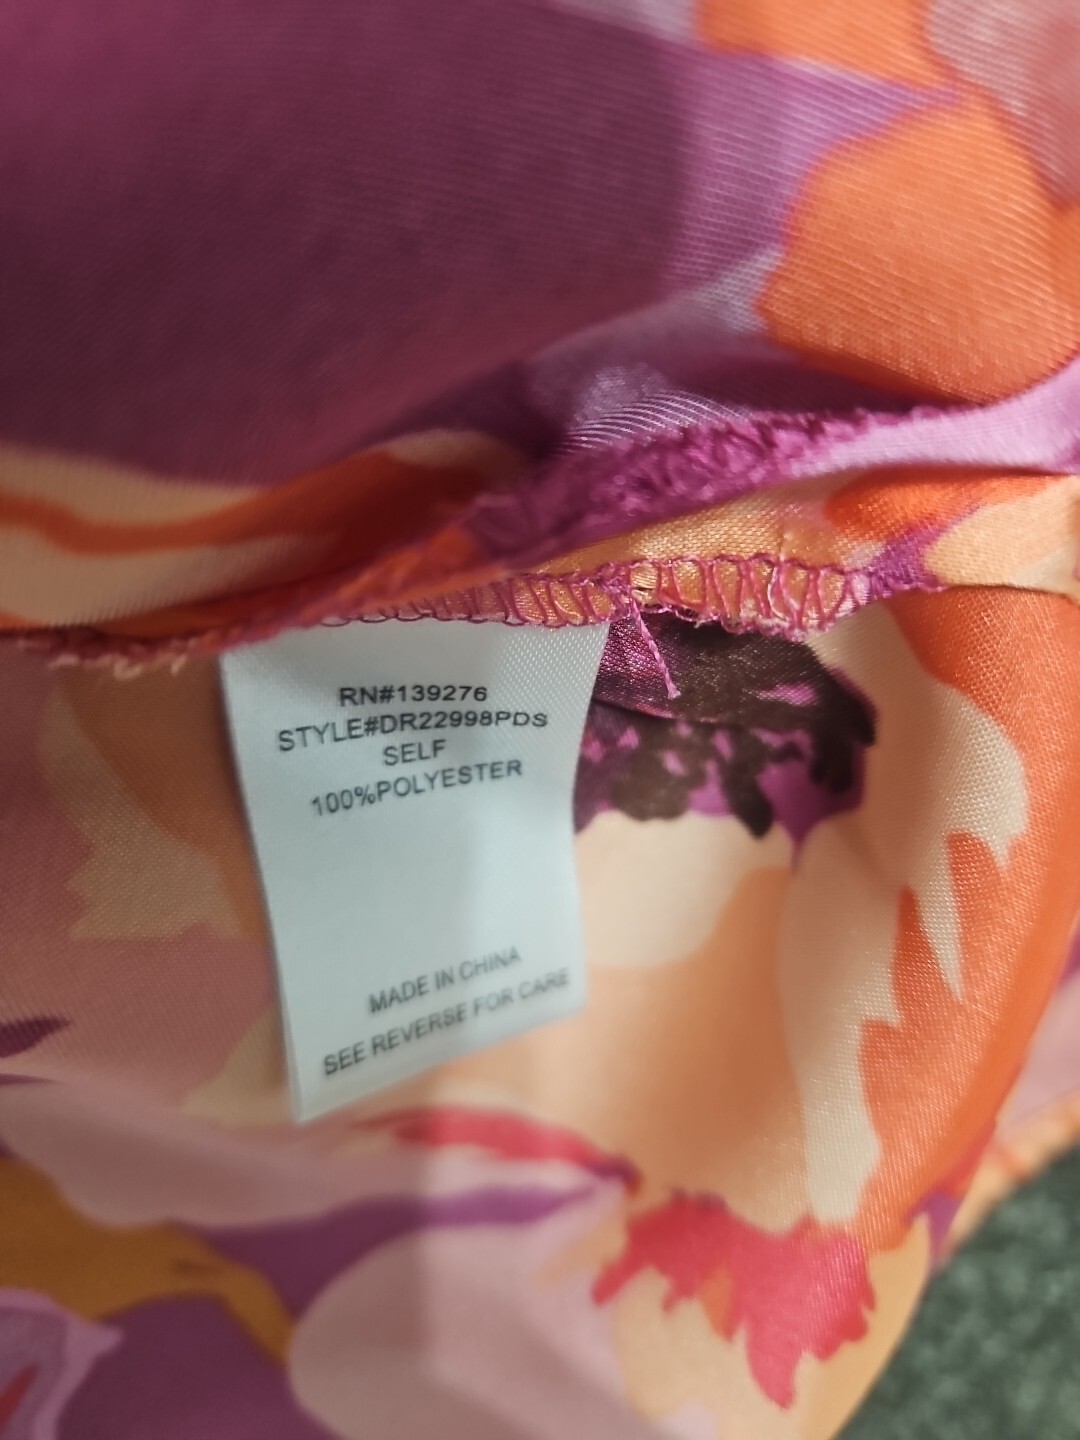 RN#139276
STYLE#DR22998PDS
SELF
100%POLYESTER
MADE IN CHINA
SEE REVERSE FOR CARE